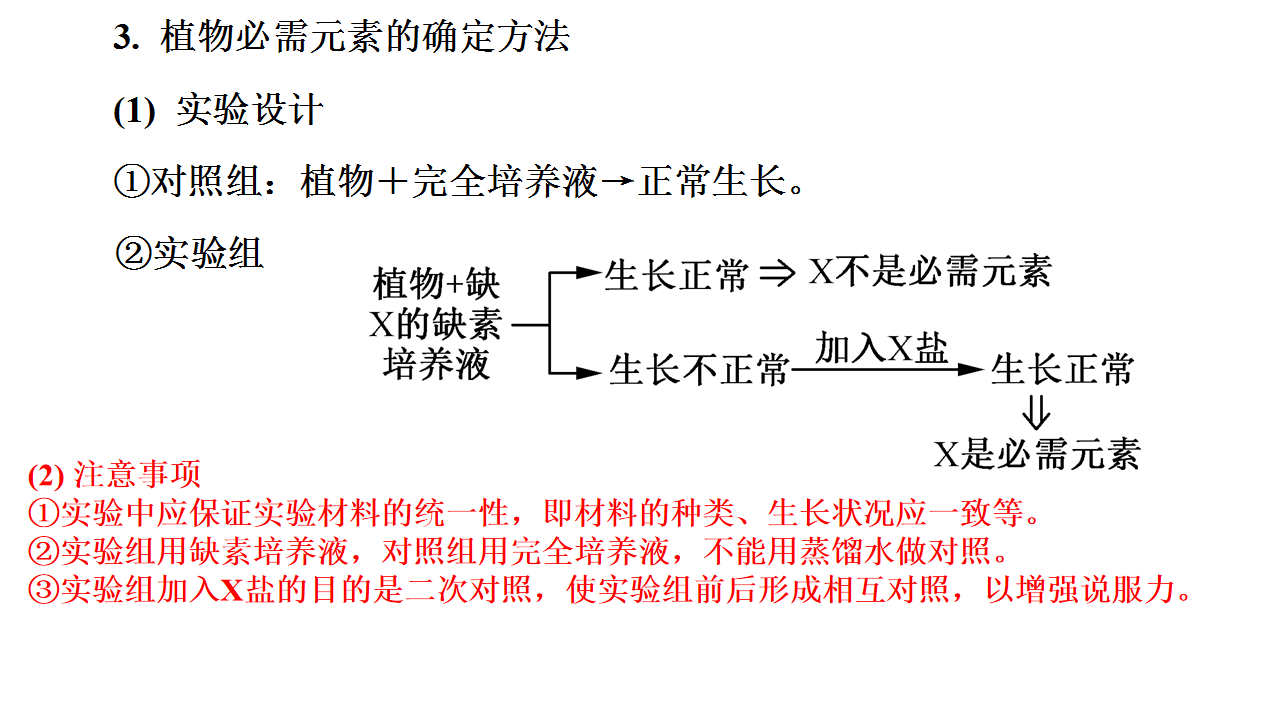 3. 植物必需元素的确定方法
(1) 实验设计
①对照组：植物＋完全培养液→正常生长。
②实验组
植物+缺
X的缺素
培养液
生长正常 ⇒ X不是必需元素
生长不正常
加入X盐
生长正常
⇓
X是必需元素
(2) 注意事项
①实验中应保证实验材料的统一性，即材料的种类、生长状况应一致等。
②实验组用缺素培养液，对照组用完全培养液，不能用蒸馏水做对照。
③实验组加入X盐的目的是二次对照，使实验组前后形成相互对照，以增强说服力。